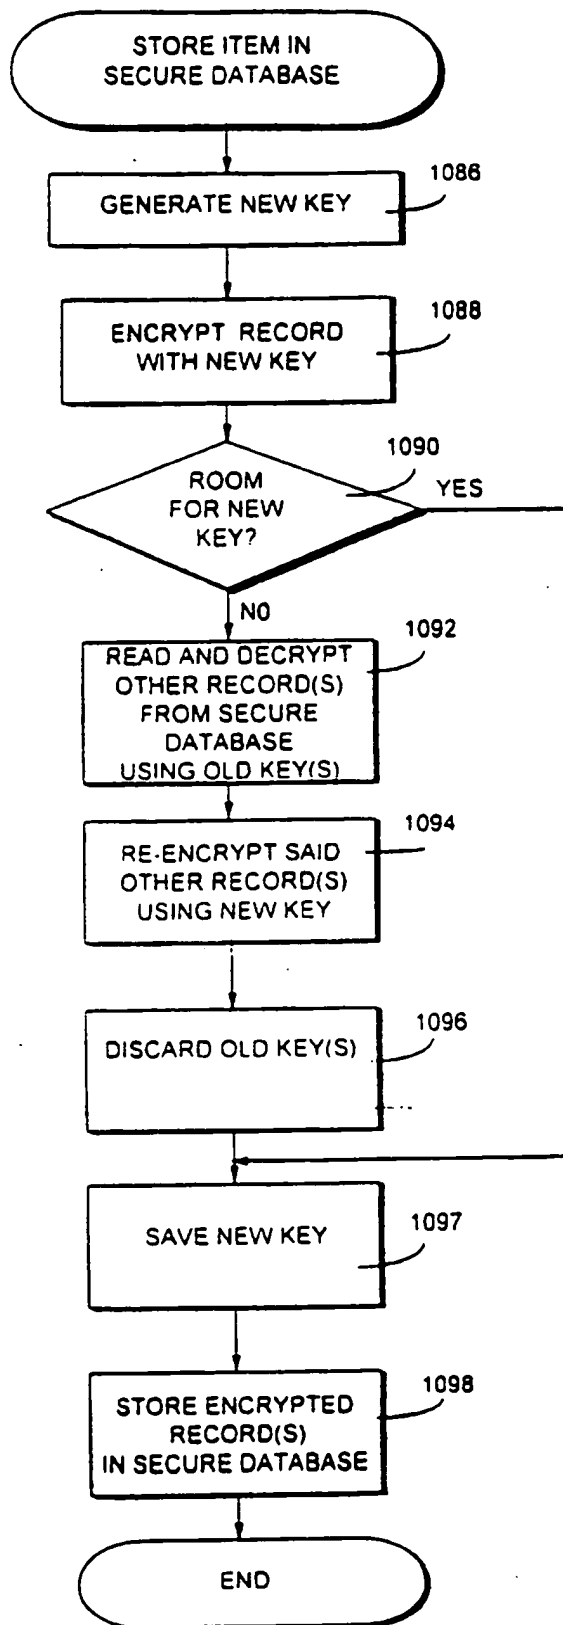 STORE ITEM IN
SECURE DATABASE
1086
GENERATE NEW KEY
1088
ENCRYPT RECORD
WITH NEW KEY
1090
ROOM
FOR NEW
KEY?
YES
NO
1092
READ AND DECRYPT
OTHER RECORD(S)
FROM SECURE
DATABASE
USING OLD KEY(S)
1094
RE-ENCRYPT SAID
OTHER RECORD(S)
USING NEW KEY
1096
DISCARD OLD KEY(S)
SAVE NEW KEY
1097
1098
STORE ENCRYPTED
RECORD(S)
IN SECURE DATABASE
END